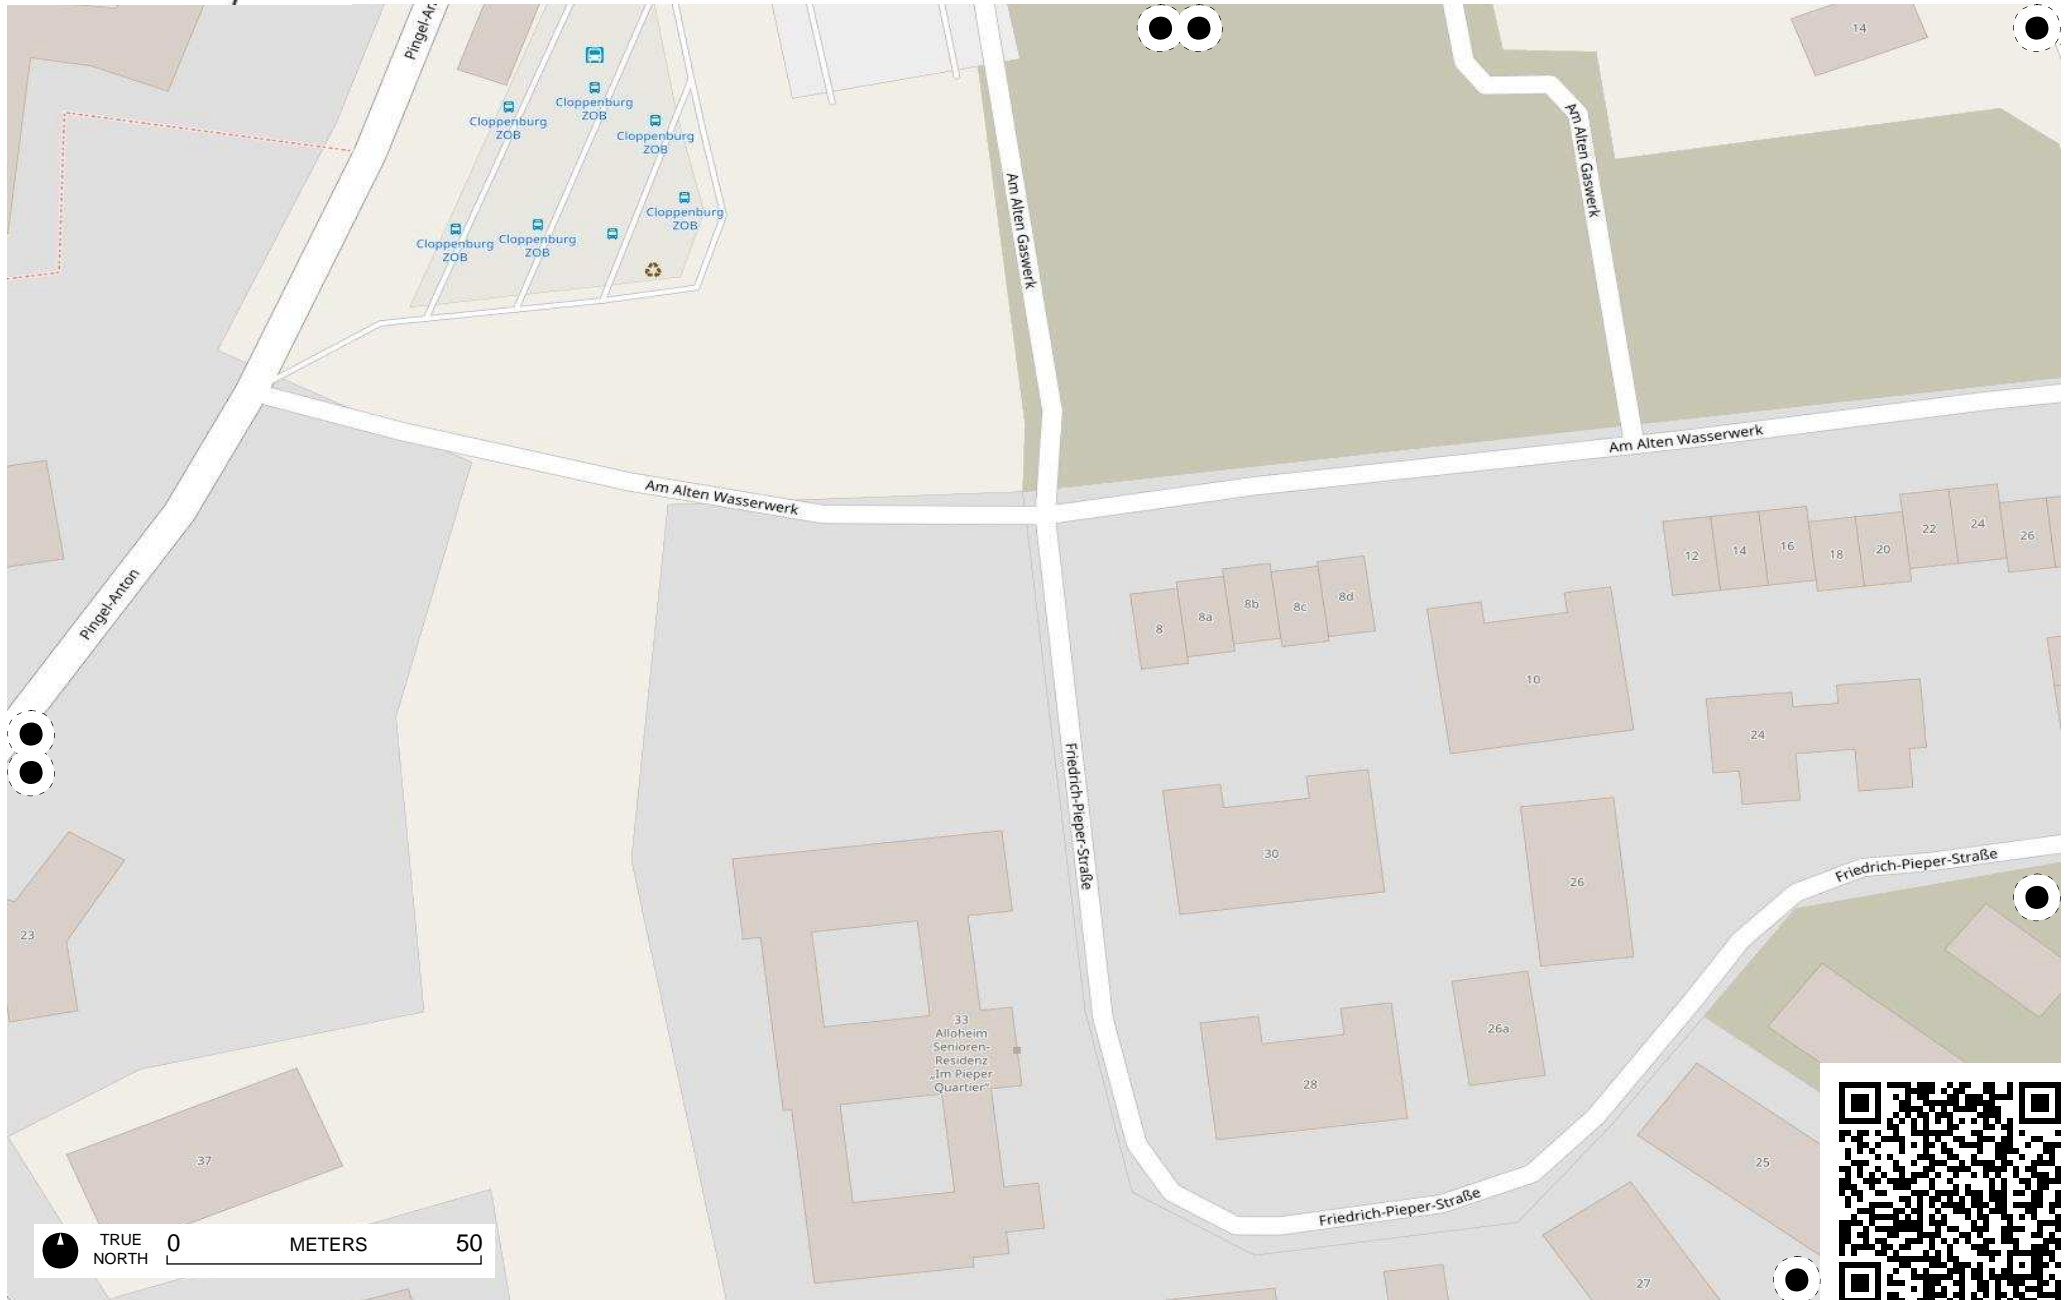 Pingel-An
14
Cloppenburg
ZOB
Cloppenburg
ZOB
Cloppenburg
ZOB
Cloppenburg
ZOB
Cloppenburg
ZOB
Cloppenburg
ZOB
Am Alten Gaswerk
Am Alten Gaswerk
Am Alten Wasserwerk
Am Alten Wasserwerk
Pingel-Anton
12
14
16
18
20
22
24
26
8
8a
8b
8c
8d
10
24
Friedrich-Pieper-Straße
30
26
Friedrich-Pieper-Straße
23
33
Alloheim
Senioren-
Residenz
„Im Pieper
Quartier"
26a
28
37
25
Friedrich-Pieper-Straße
27
TRUE
NORTH
0 METERS 50